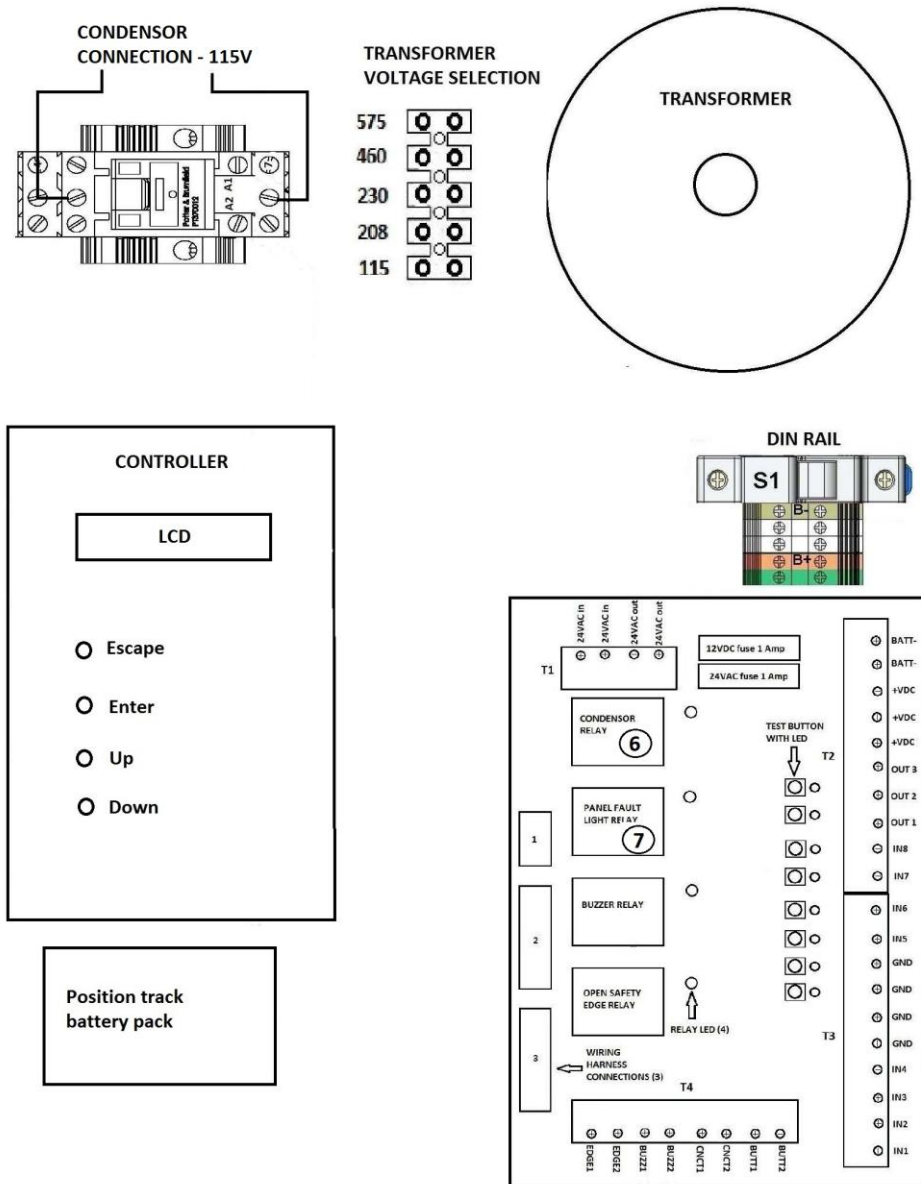 CONDENSOR
CONNECTION - 115V
TRANSFORMER
VOLTAGE SELECTION
575
460
230
208
115
TRANSFORMER
A2 A1
Potter & Brumfield
CONTROLLER
LCD
Escape
Enter
Up
Down
Position track
battery pack
DIN RAIL
S1
B-
B+
24VAC in
24VAC in
24VAC out
24VAC out
T1
12VDC fuse 1 Amp
24VAC fuse 1 Amp
CONDENSOR
RELAY
6
PANEL FAULT
LIGHT RELAY
7
BUZZER RELAY
OPEN SAFETY
EDGE RELAY
1
2
3
TEST BUTTON
WITH LED
RELAY LED (4)
WIRING
HARNESS
CONNECTIONS (3)
T2
BATT-
BATT-
+VDC
+VDC
+VDC
OUT 3
OUT 2
OUT 1
IN8
IN7
T3
IN6
IN5
GND
GND
GND
GND
IN4
IN3
IN2
IN1
T4
EDGE1
EDGE2
BUZZ1
BUZZ2
CNCT1
CNCT2
BUTT1
BUTT2